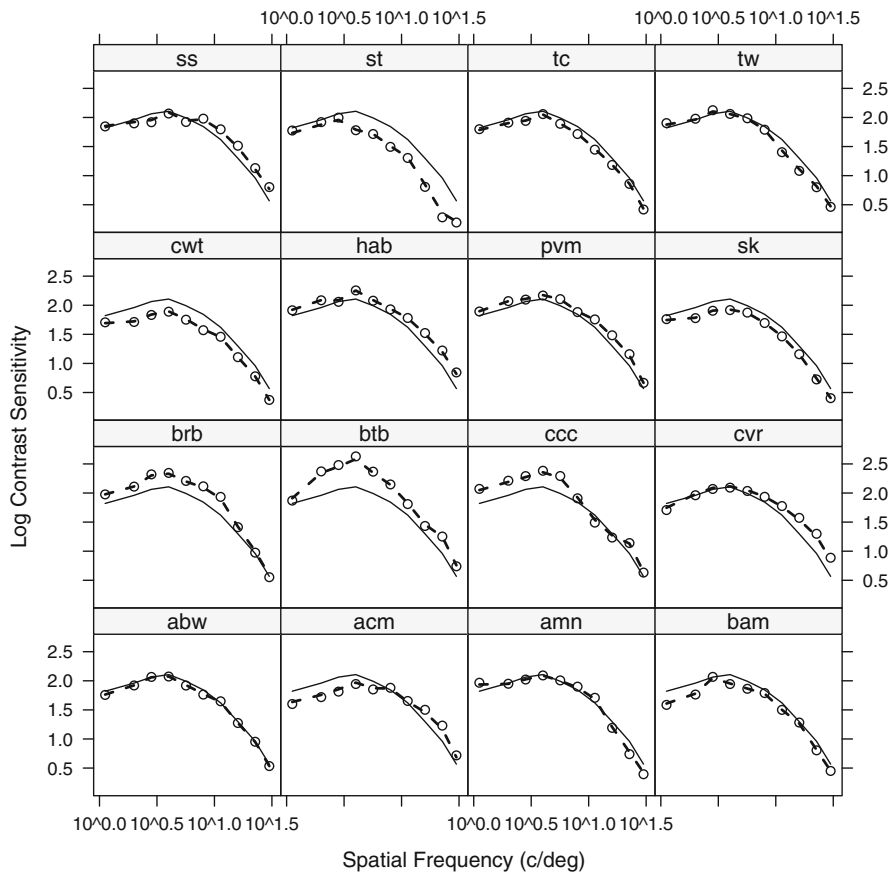 10^0.0 10^0.5 10^1.0 10^1.5 10^0.0 10^0.5 10^1.0 10^1.5
ss st tc tw
2.5
2.0
1.5
1.0
0.5
cwt hab pvm sk
2.5
2.0
1.5
1.0
0.5
brb btb ccc cvr
2.5
2.0
1.5
1.0
0.5
abw acm amn bam
2.5
2.0
1.5
1.0
0.5
10^0.0 10^0.5 10^1.0 10^1.5 10^0.0 10^0.5 10^1.0 10^1.5
Log Contrast Sensitivity
Spatial Frequency (c/deg)